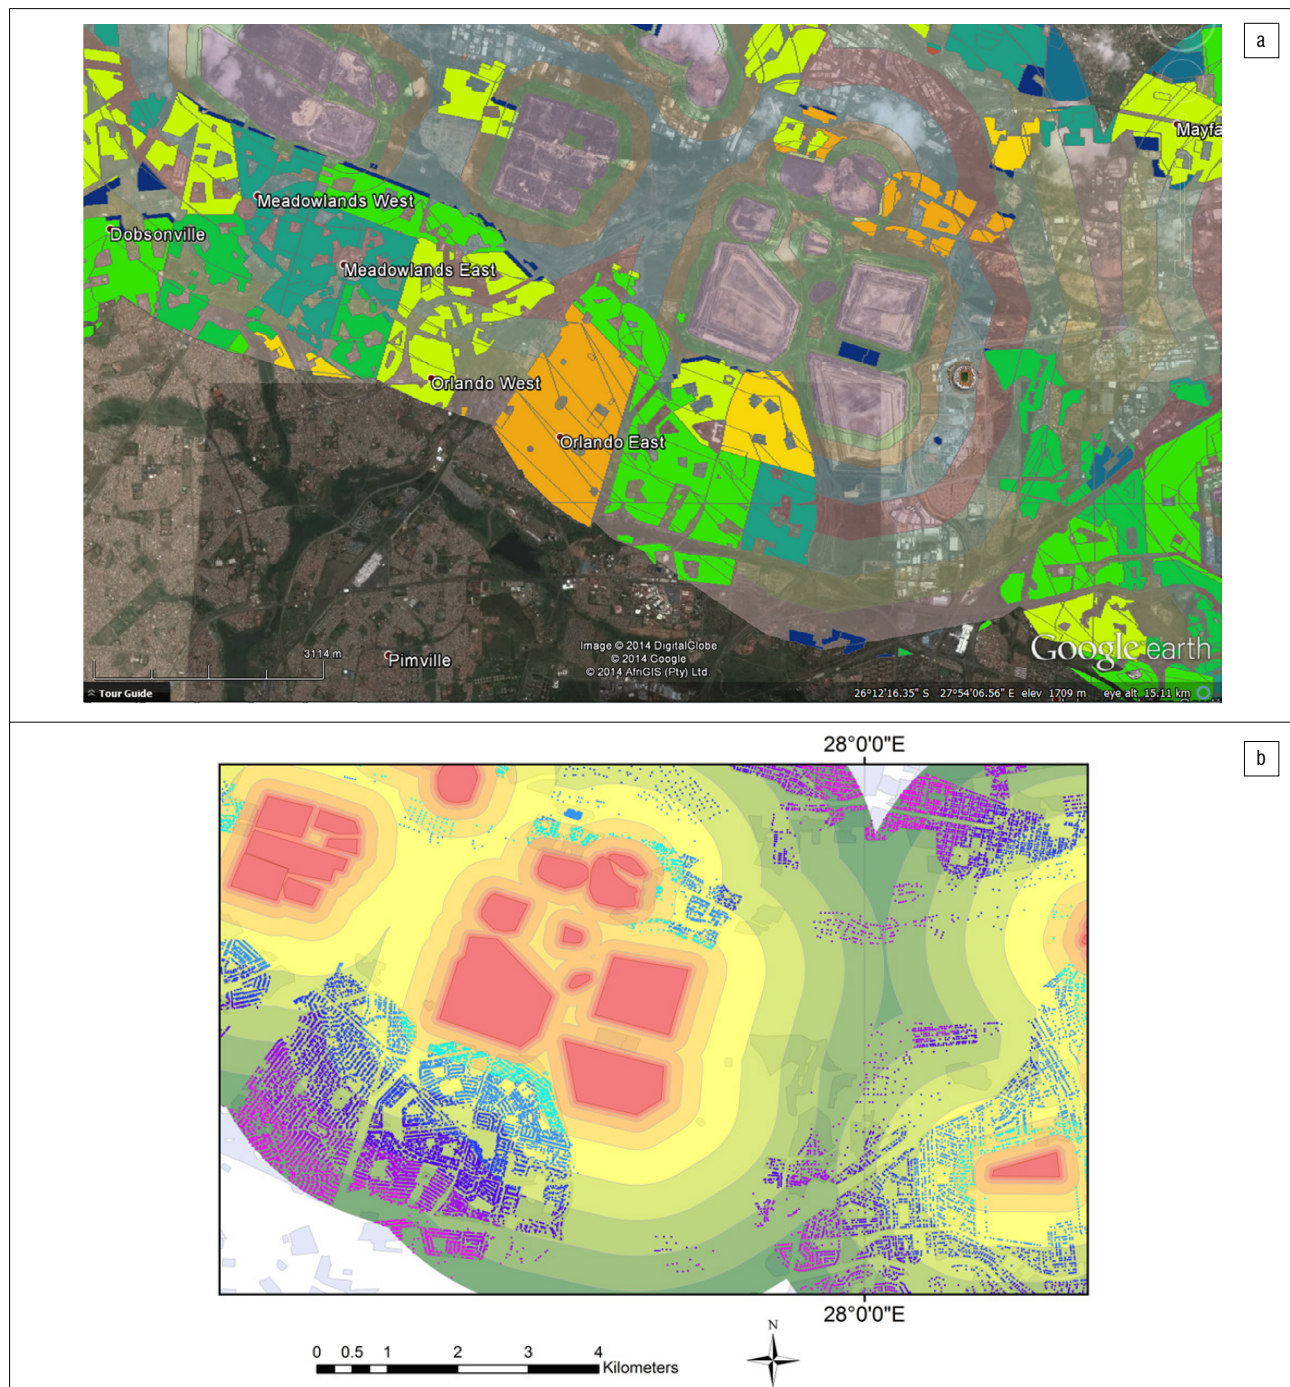 a
Mayfa
Meadowlands West
Dobsonville
Meadowlands East
Orlando West
Orlando East
3114 m
Pimville
Image © 2014 DigitalGlobe
© 2014 Google
© 2014 AfriGIS (Pty) Ltd.
Google earth
Tour Guide
26°12'16.35" S 27°54'06.56" E elev 1709 m eye alt 15.11 km
b
28°0'0"E
28°0'0"E
N
0 0.5 1 2 3 4
Kilometers